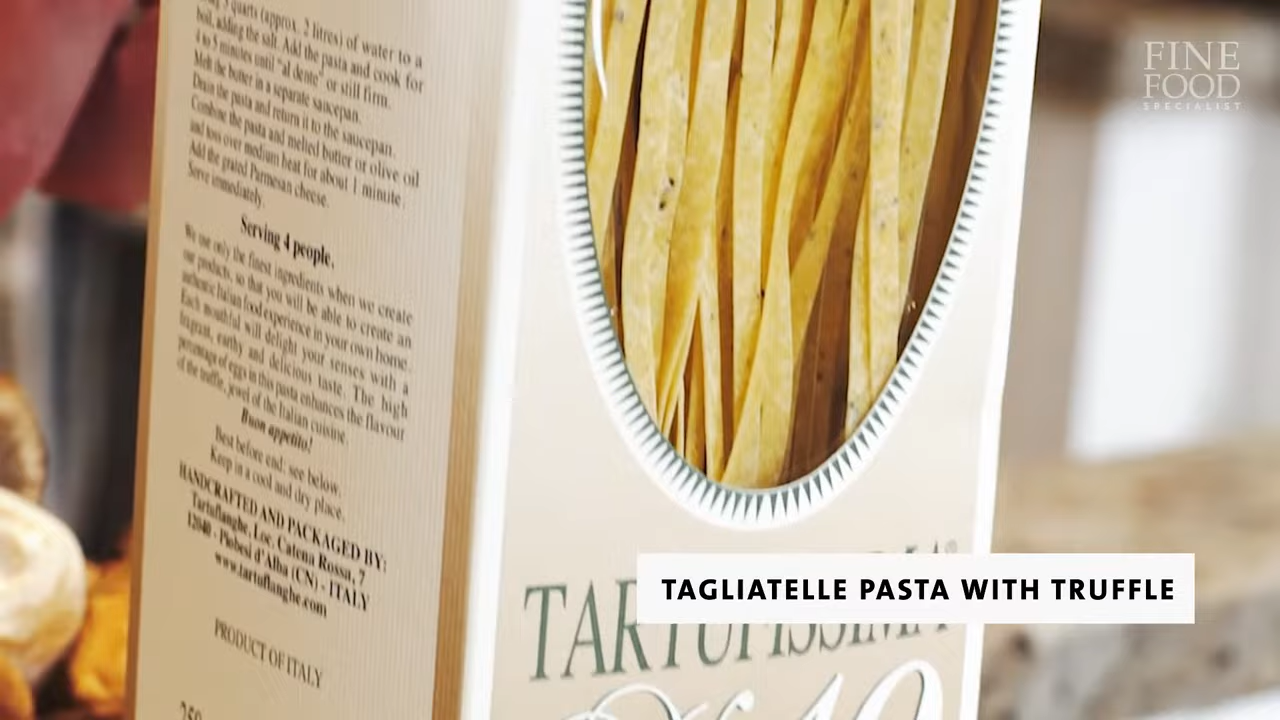 5 quarts (approx. 2 litres) of water to a
boil, adding the salt. Add the pasta and cook for
4 to 5 minutes until "al dente" or still firm.
Melt the butter in a separate saucepan.
Drain the pasta and return it to the saucepan.
Combine the pasta and melted butter or olive oil
and toss over medium heat for about 1 minute.
Add the grated Parmesan cheese.
Serve immediately.
Serving 4 people.
We use only the finest ingredients when we create
our products, so that you will be able to create an
authentic Italian food experience in your own home.
Each mouthful will delight your senses with a
fragrant, earthy and delicious taste. The high
percentage of eggs in this pasta enhances the flavour
of the truffle, jewel of the Italian cuisine.
Buon appetito!
Best before end: see below.
Keep in a cool and dry place.
HANDCRAFTED AND PACKAGED BY:
Tartuflanghe, Loc. Catena Rossa, 7
12040 - Piobesi d'Alba (CN) - ITALY
www.tartuflanghe.com
PRODUCT OF ITALY
TARTUFISSIMA®
FINE
FOOD
SPECIALIST
TAGLIATELLE PASTA WITH TRUFFLE